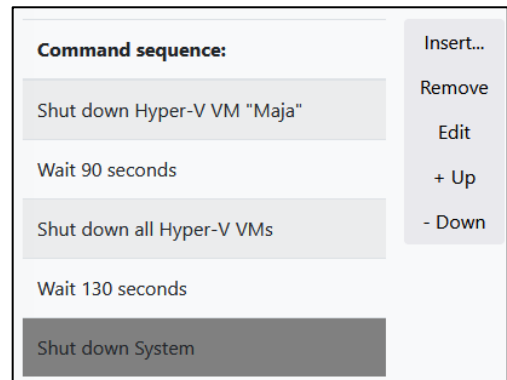 Command sequence:
Shut down Hyper-V VM "Maja"
Wait 90 seconds
Shut down all Hyper-V VMs
Wait 130 seconds
Shut down System
Insert...
Remove
Edit
+ Up
- Down